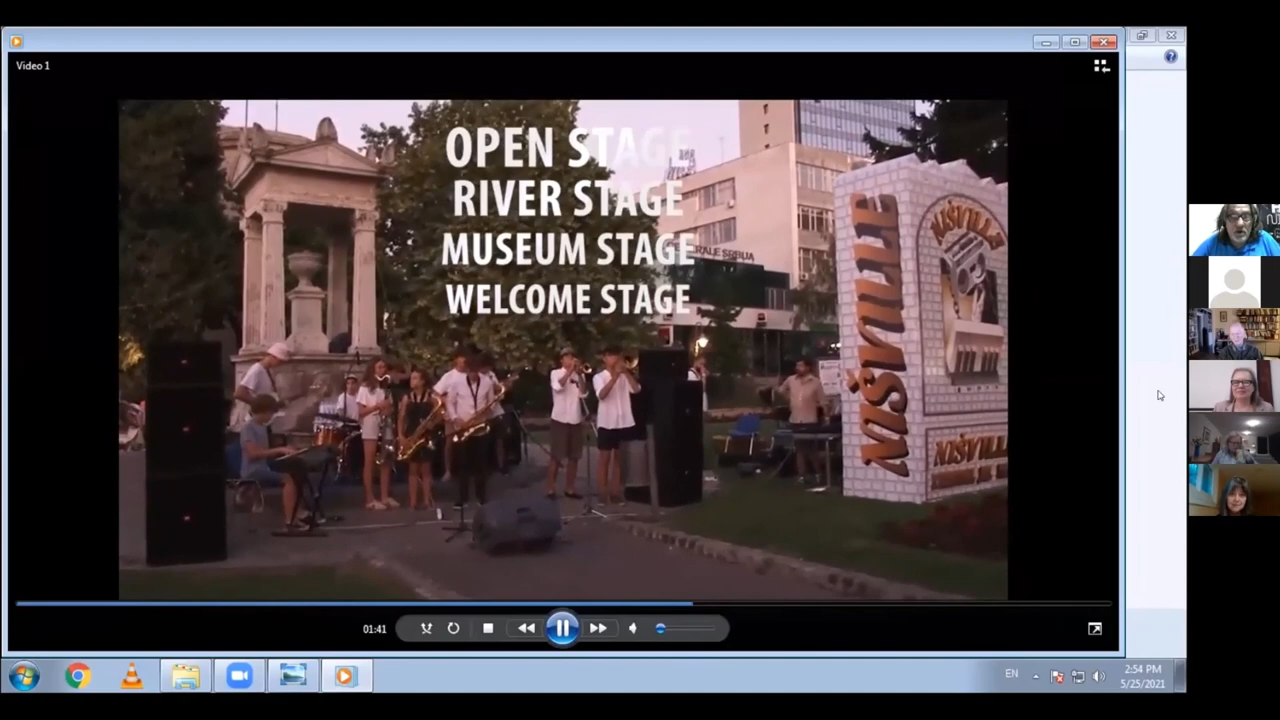 Video 1
OPEN STAGE
RIVER STAGE
MUSEUM STAGE
WELCOME STAGE
NIŠVILLE
NIŠVILLE
NIŠVILLE
01:41
EN
2:54 PM
5/25/2021